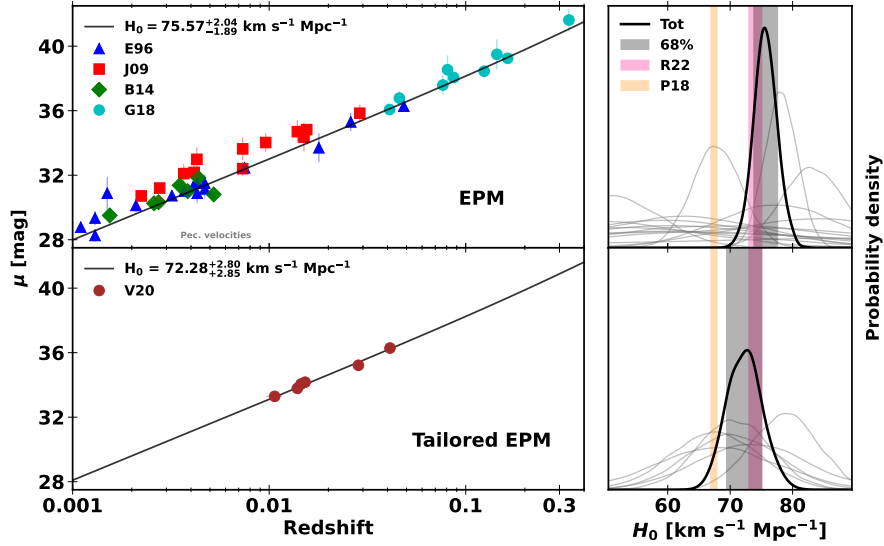 H₀ = 75.57⁺²·⁰⁴₋₁.₈₉ km s⁻¹ Mpc⁻¹
E96
J09
B14
G18
EPM
Pec. velocities
40
36
32
28
μ [mag]
H₀ = 72.28⁺²·⁸⁰₊₂.₈₅ km s⁻¹ Mpc⁻¹
V20
Tailored EPM
40
36
32
28
0.001
0.01
0.1
0.3
Redshift
Tot
68%
R22
P18
Probability density
60
70
80
H₀ [km s⁻¹ Mpc⁻¹]